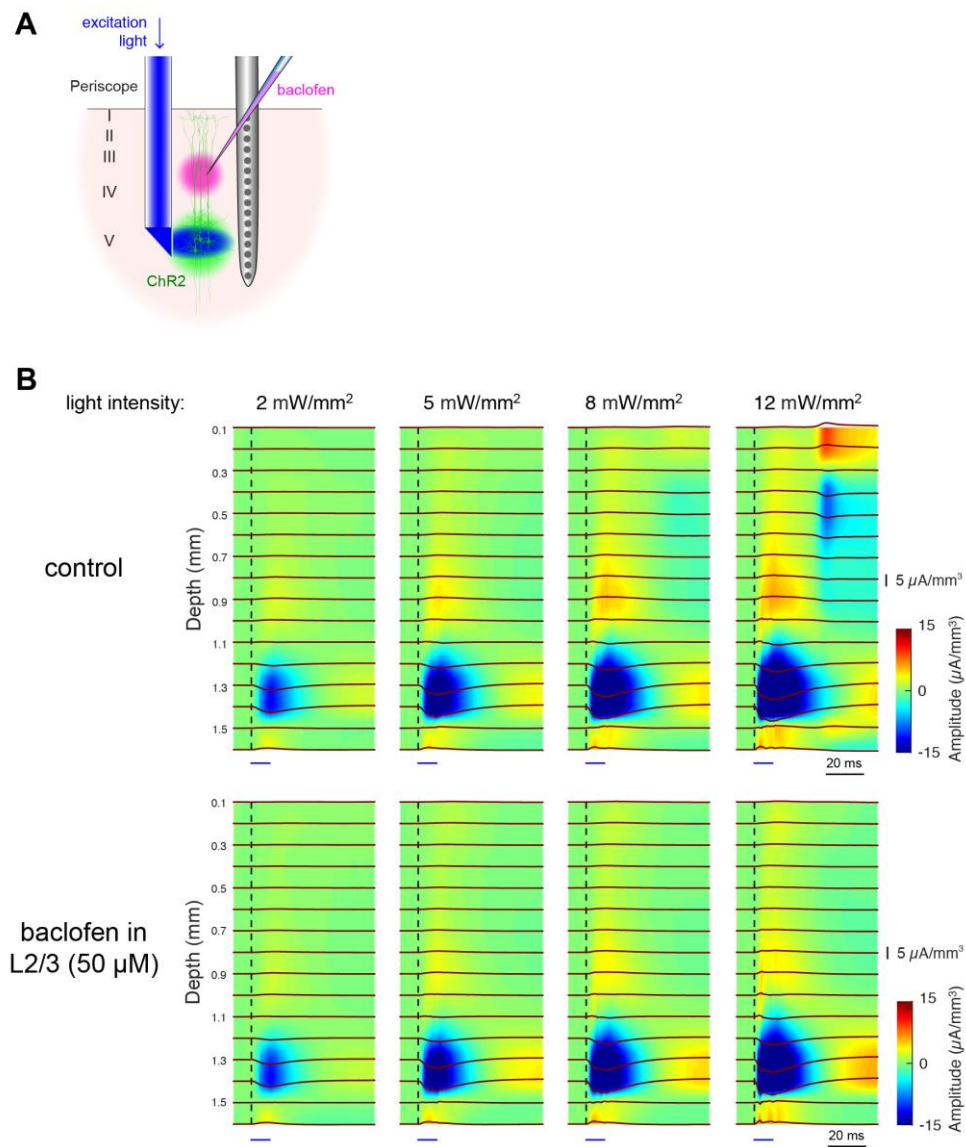 A
excitation
light
Periscope
baclofen
I
II
III
IV
V
ChR2
B
light intensity: 2 mW/mm² 5 mW/mm² 8 mW/mm² 12 mW/mm²
control
Depth (mm)
0.1
0.3
0.5
0.7
0.9
1.1
1.3
1.5
5 µA/mm³
15
0
-15
Amplitude (µA/mm³)
20 ms
baclofen in
L2/3 (50 µM)
Depth (mm)
0.1
0.3
0.5
0.7
0.9
1.1
1.3
1.5
5 µA/mm³
15
0
-15
Amplitude (µA/mm³)
20 ms